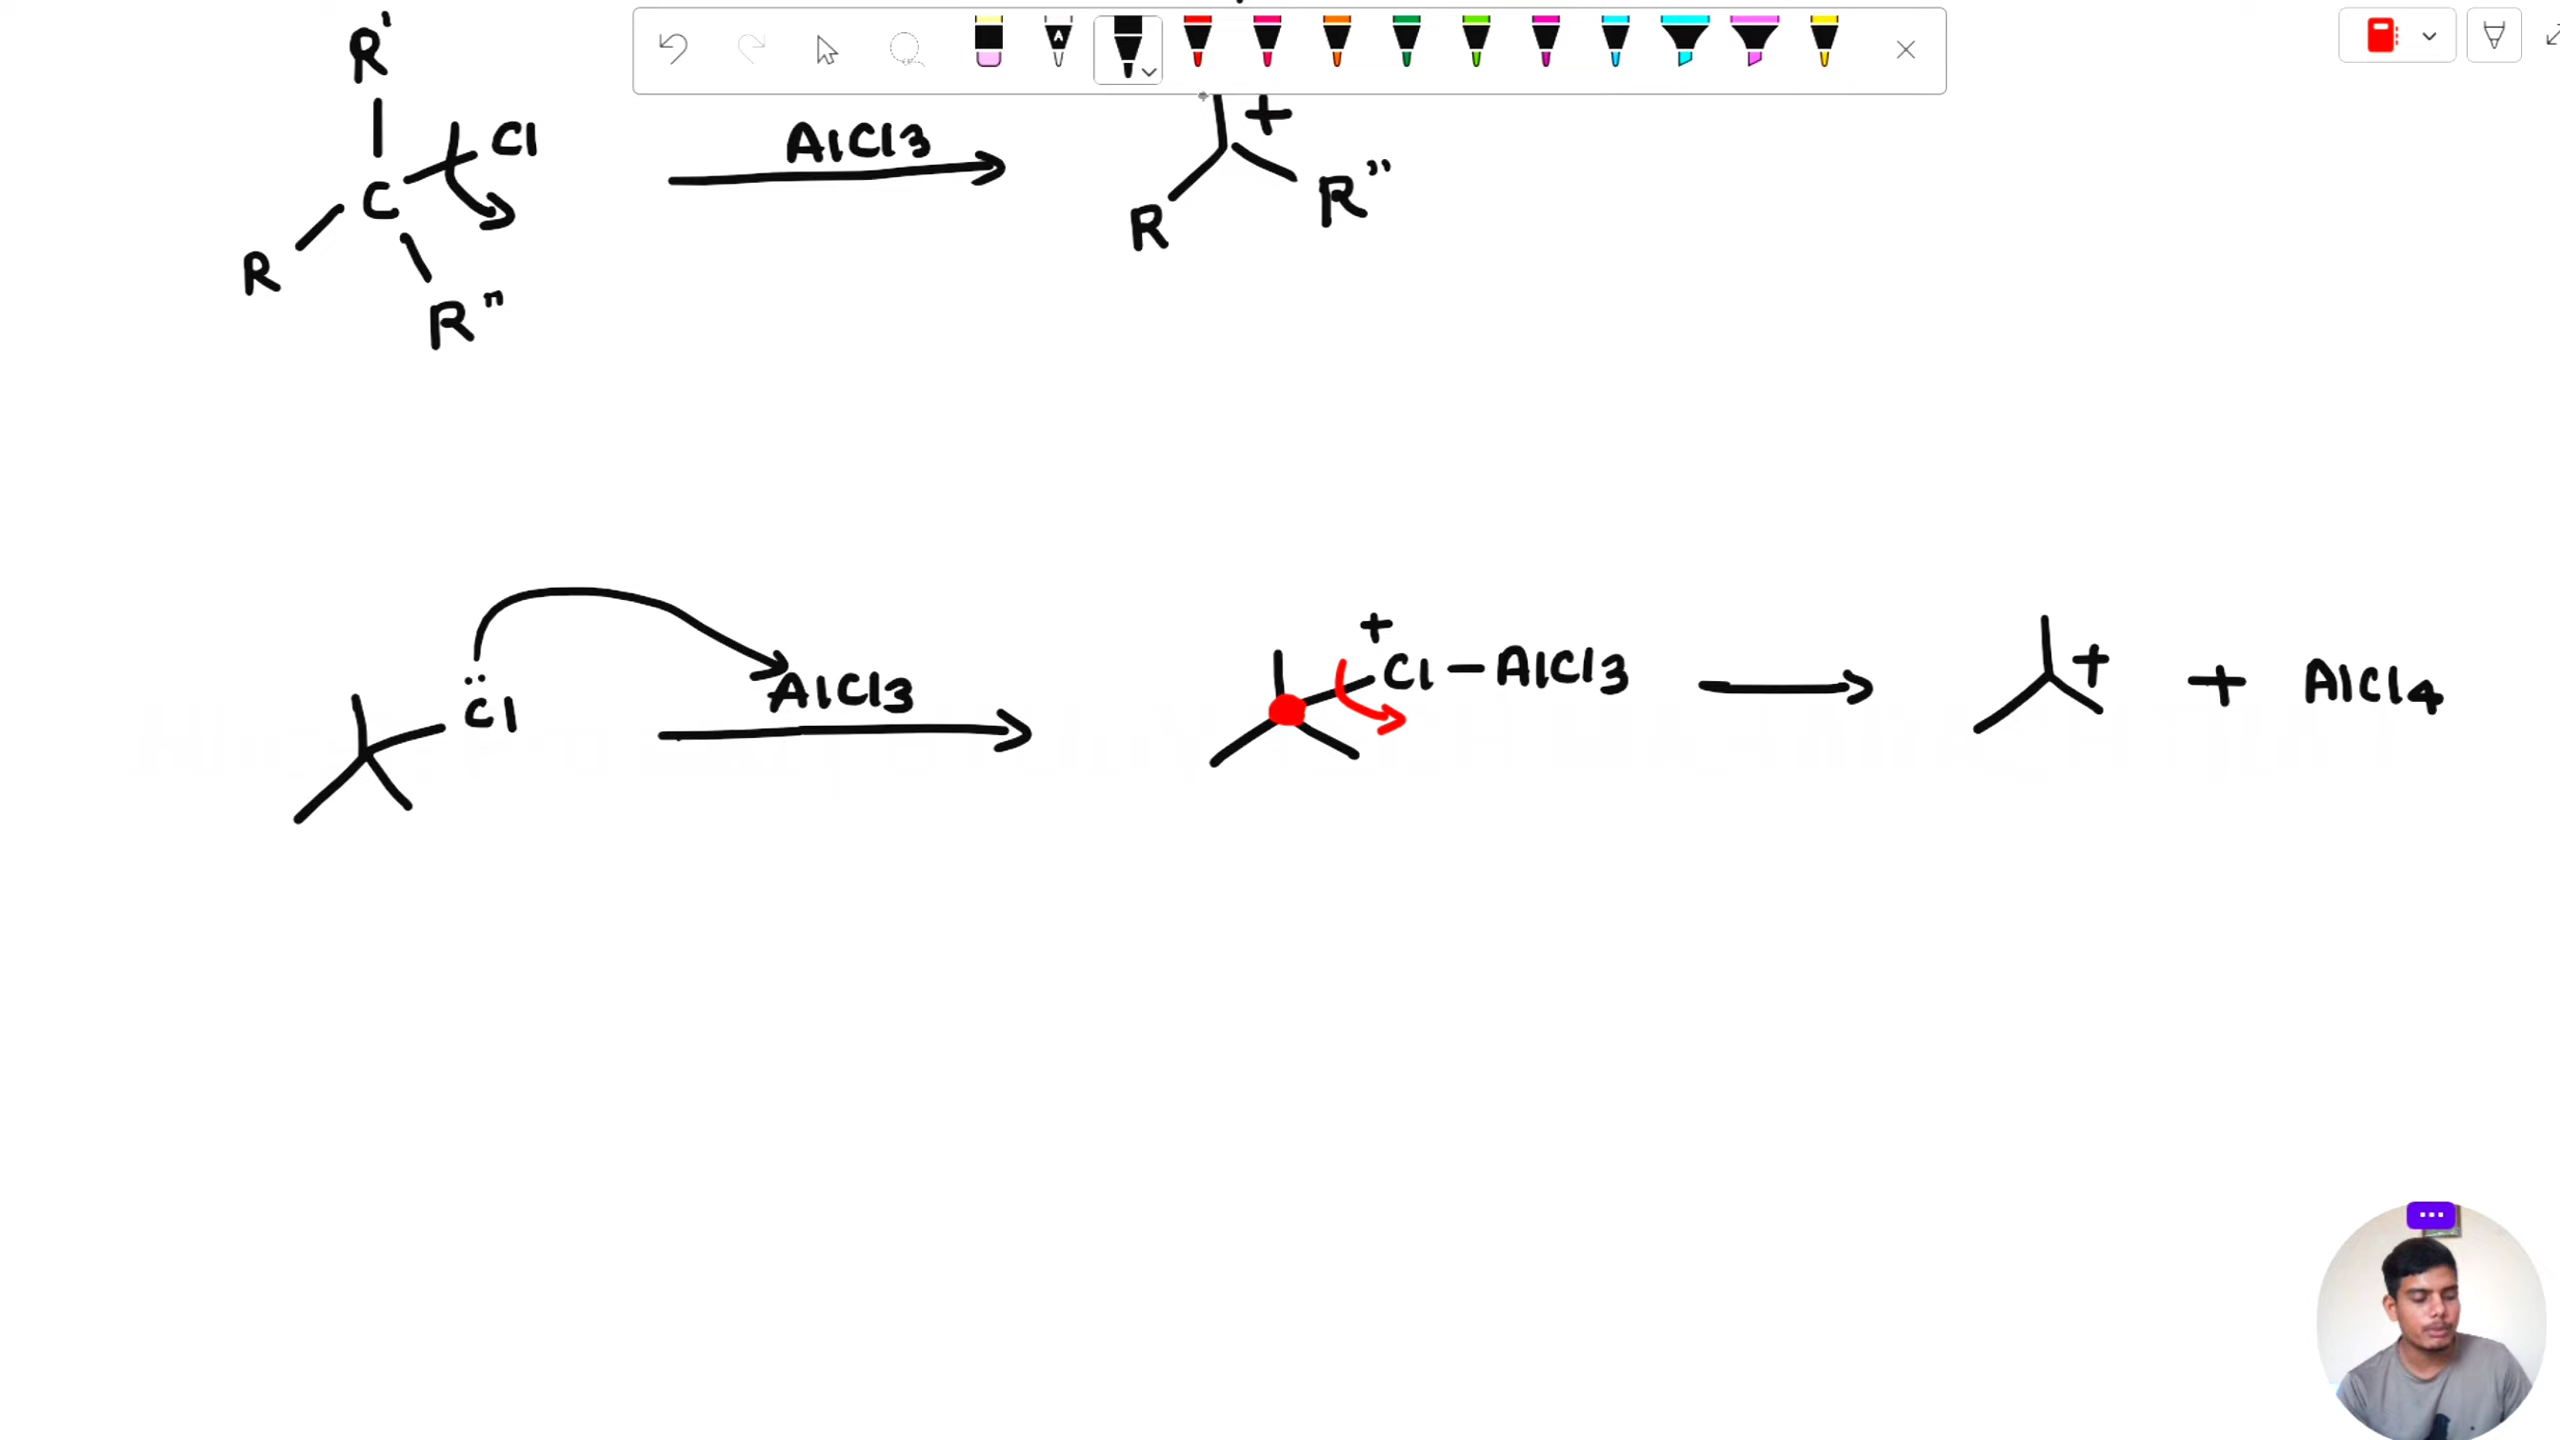 R'
C Cl AlCl3 +
R R"
R R"
+
:Cl AlCl3 Cl – AlCl3 + + AlCl4